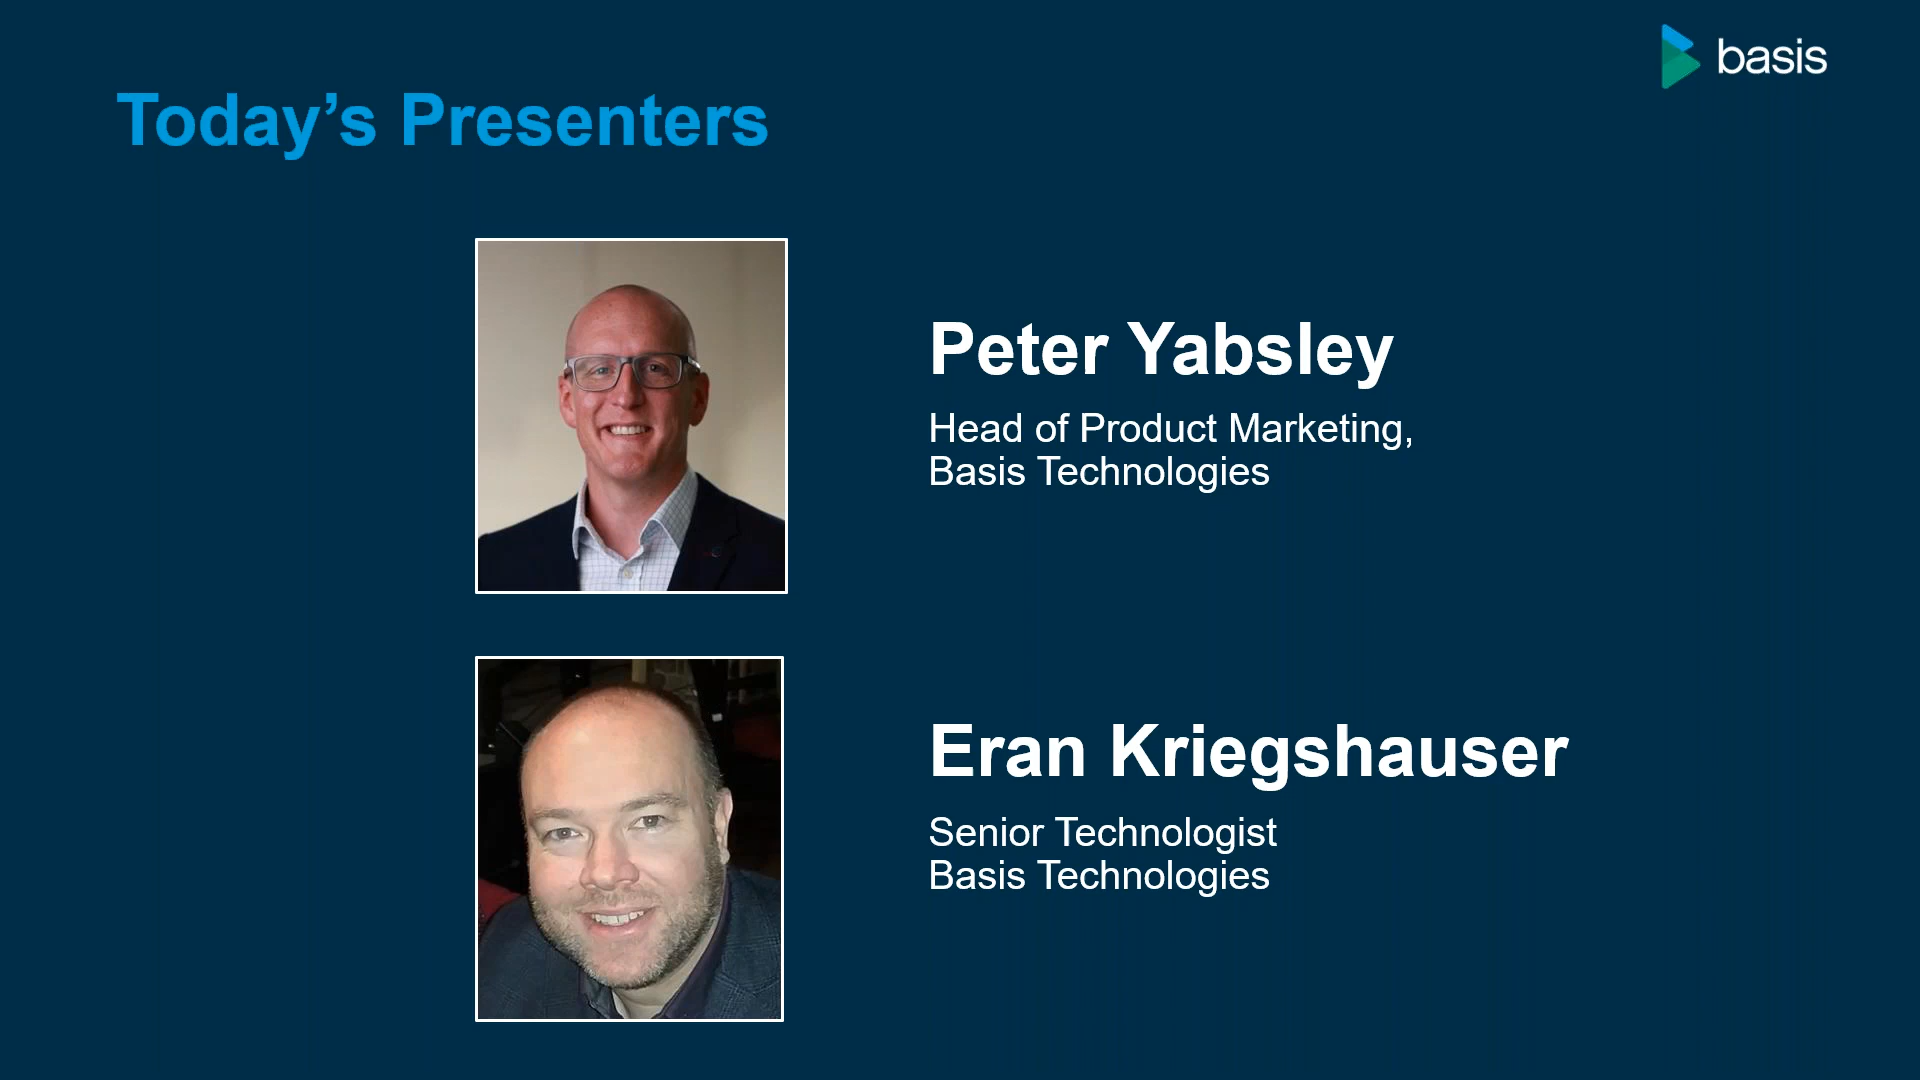 basis
Today’s Presenters
Peter Yabsley
Head of Product Marketing,
Basis Technologies
Eran Kriegshauser
Senior Technologist
Basis Technologies